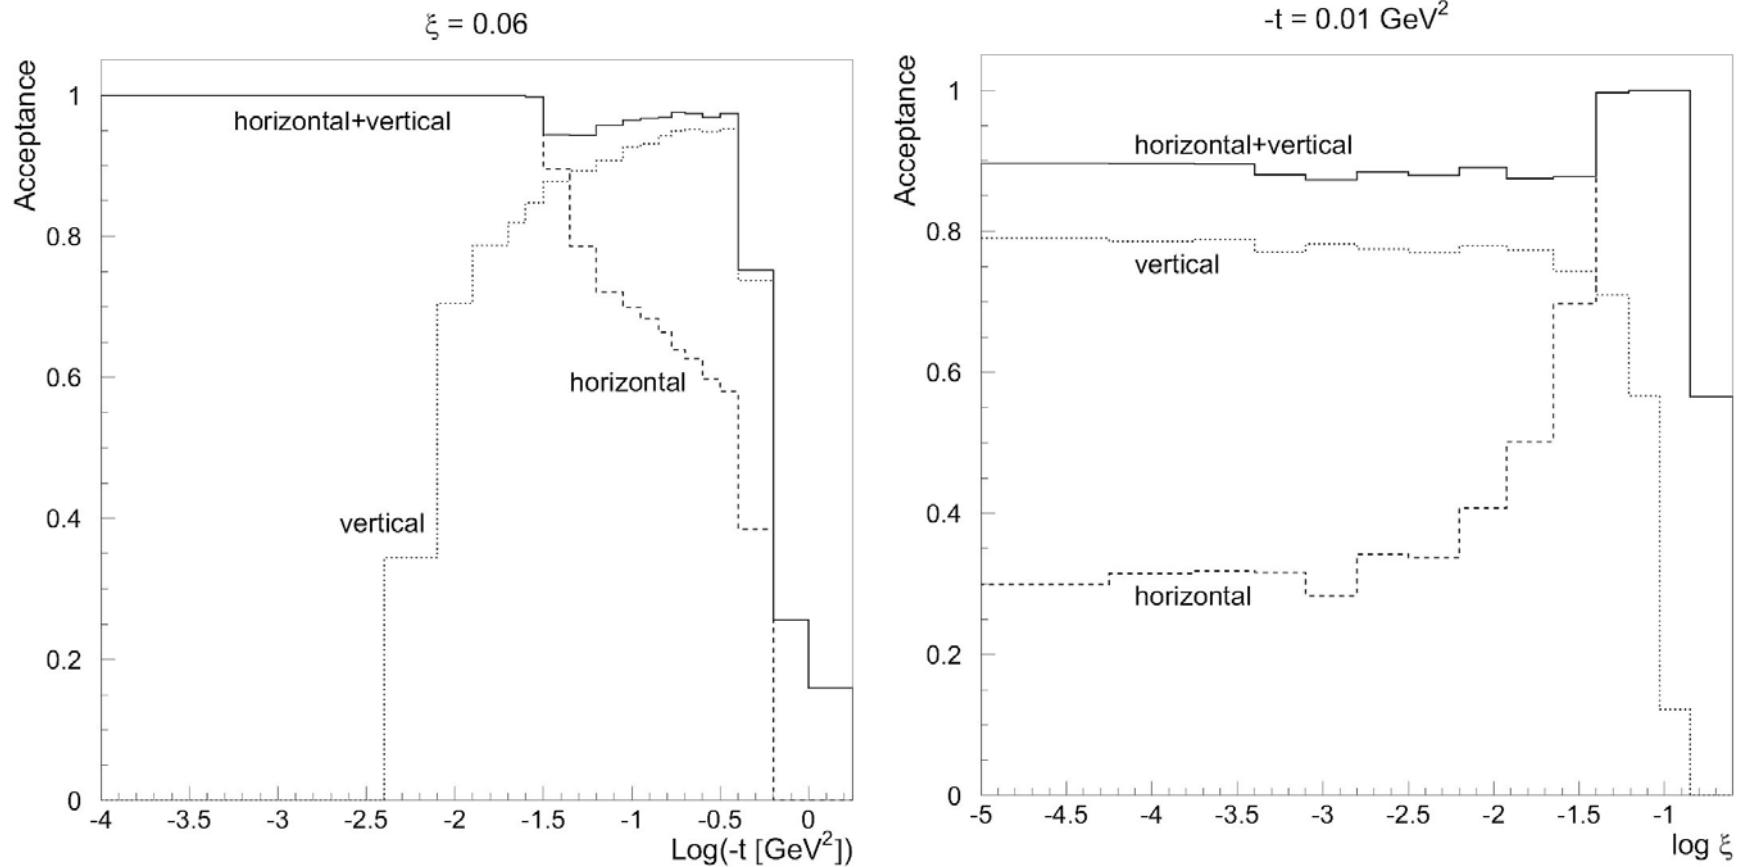 ξ = 0.06
Acceptance
1
0.8
0.6
0.4
0.2
0
horizontal+vertical
horizontal
vertical
-4 -3.5 -3 -2.5 -2 -1.5 -1 -0.5 0
Log(-t [GeV²])
-t = 0.01 GeV²
Acceptance
1
0.8
0.6
0.4
0.2
0
horizontal+vertical
vertical
horizontal
-5 -4.5 -4 -3.5 -3 -2.5 -2 -1.5 -1
log ξ